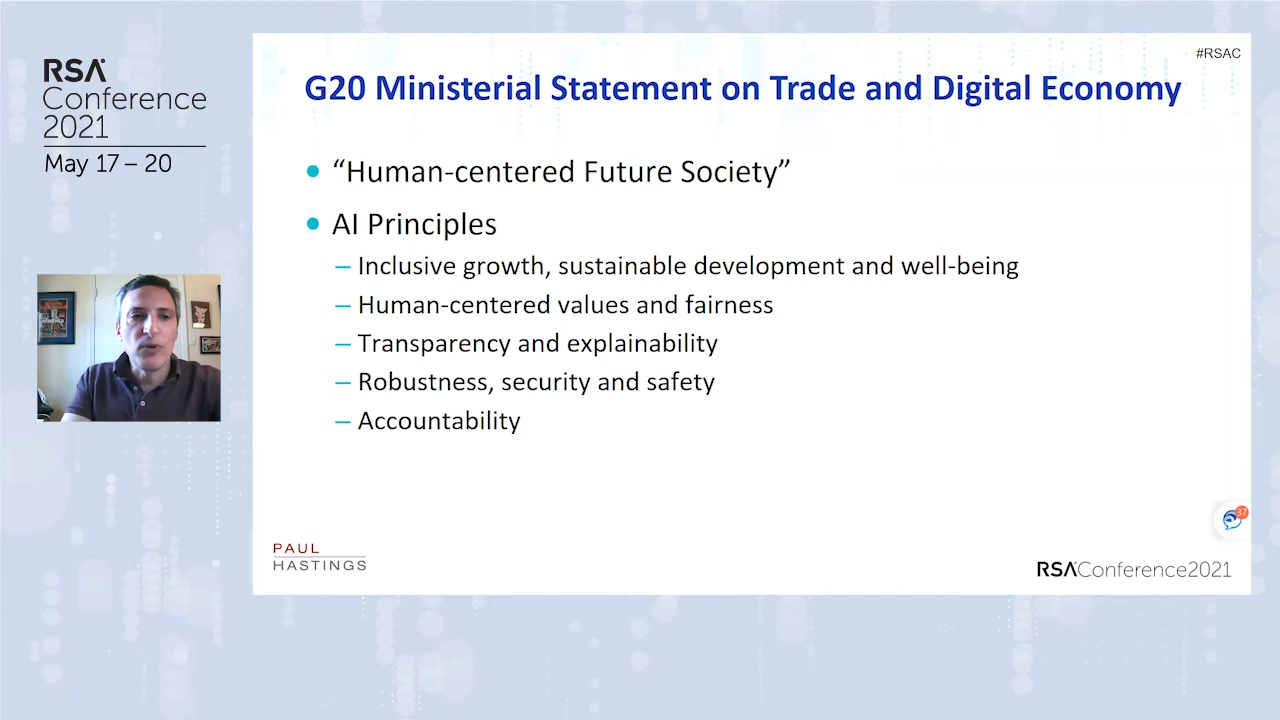 RSA
Conference
2021
May 17 – 20
#RSAC
G20 Ministerial Statement on Trade and Digital Economy
• “Human-centered Future Society”
• AI Principles
– Inclusive growth, sustainable development and well-being
– Human-centered values and fairness
– Transparency and explainability
– Robustness, security and safety
– Accountability
37
PAUL
HASTINGS
RSAConference2021